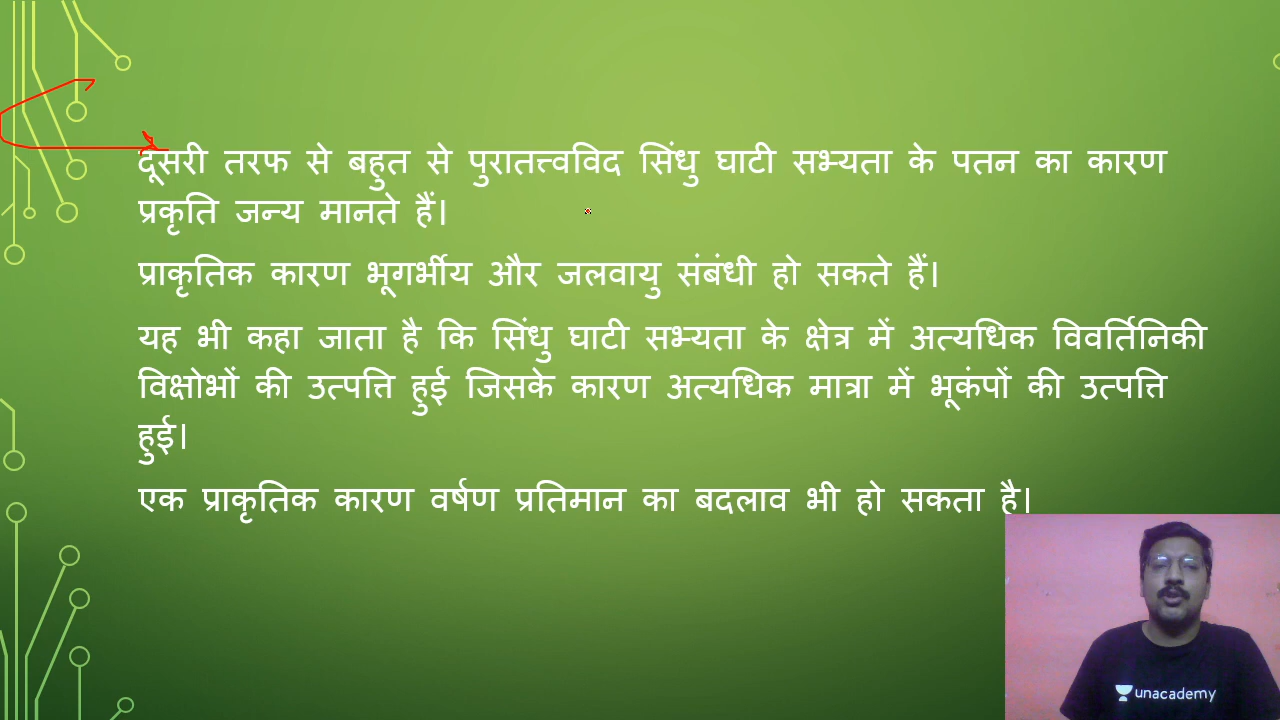 दूसरी तरफ से बहुत से पुरातत्त्वविद सिंधु घाटी सभ्यता के पतन का कारण
प्रकृति जन्य मानते हैं।
प्राकृतिक कारण भूगर्भीय और जलवायु संबंधी हो सकते हैं।
यह भी कहा जाता है कि सिंधु घाटी सभ्यता के क्षेत्र में अत्यधिक विवर्तिनिकी
विक्षोभों की उत्पत्ति हुई जिसके कारण अत्यधिक मात्रा में भूकंपों की उत्पत्ति
हुई।
एक प्राकृतिक कारण वर्षण प्रतिमान का बदलाव भी हो सकता है।
unacademy